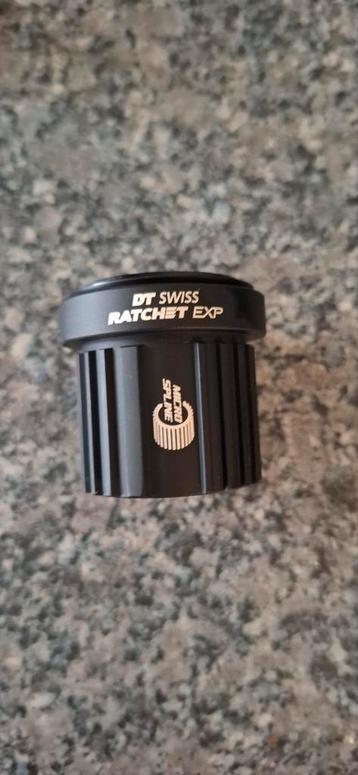 DT SWISS
RATCHET EXP
MICRO
SPLINE